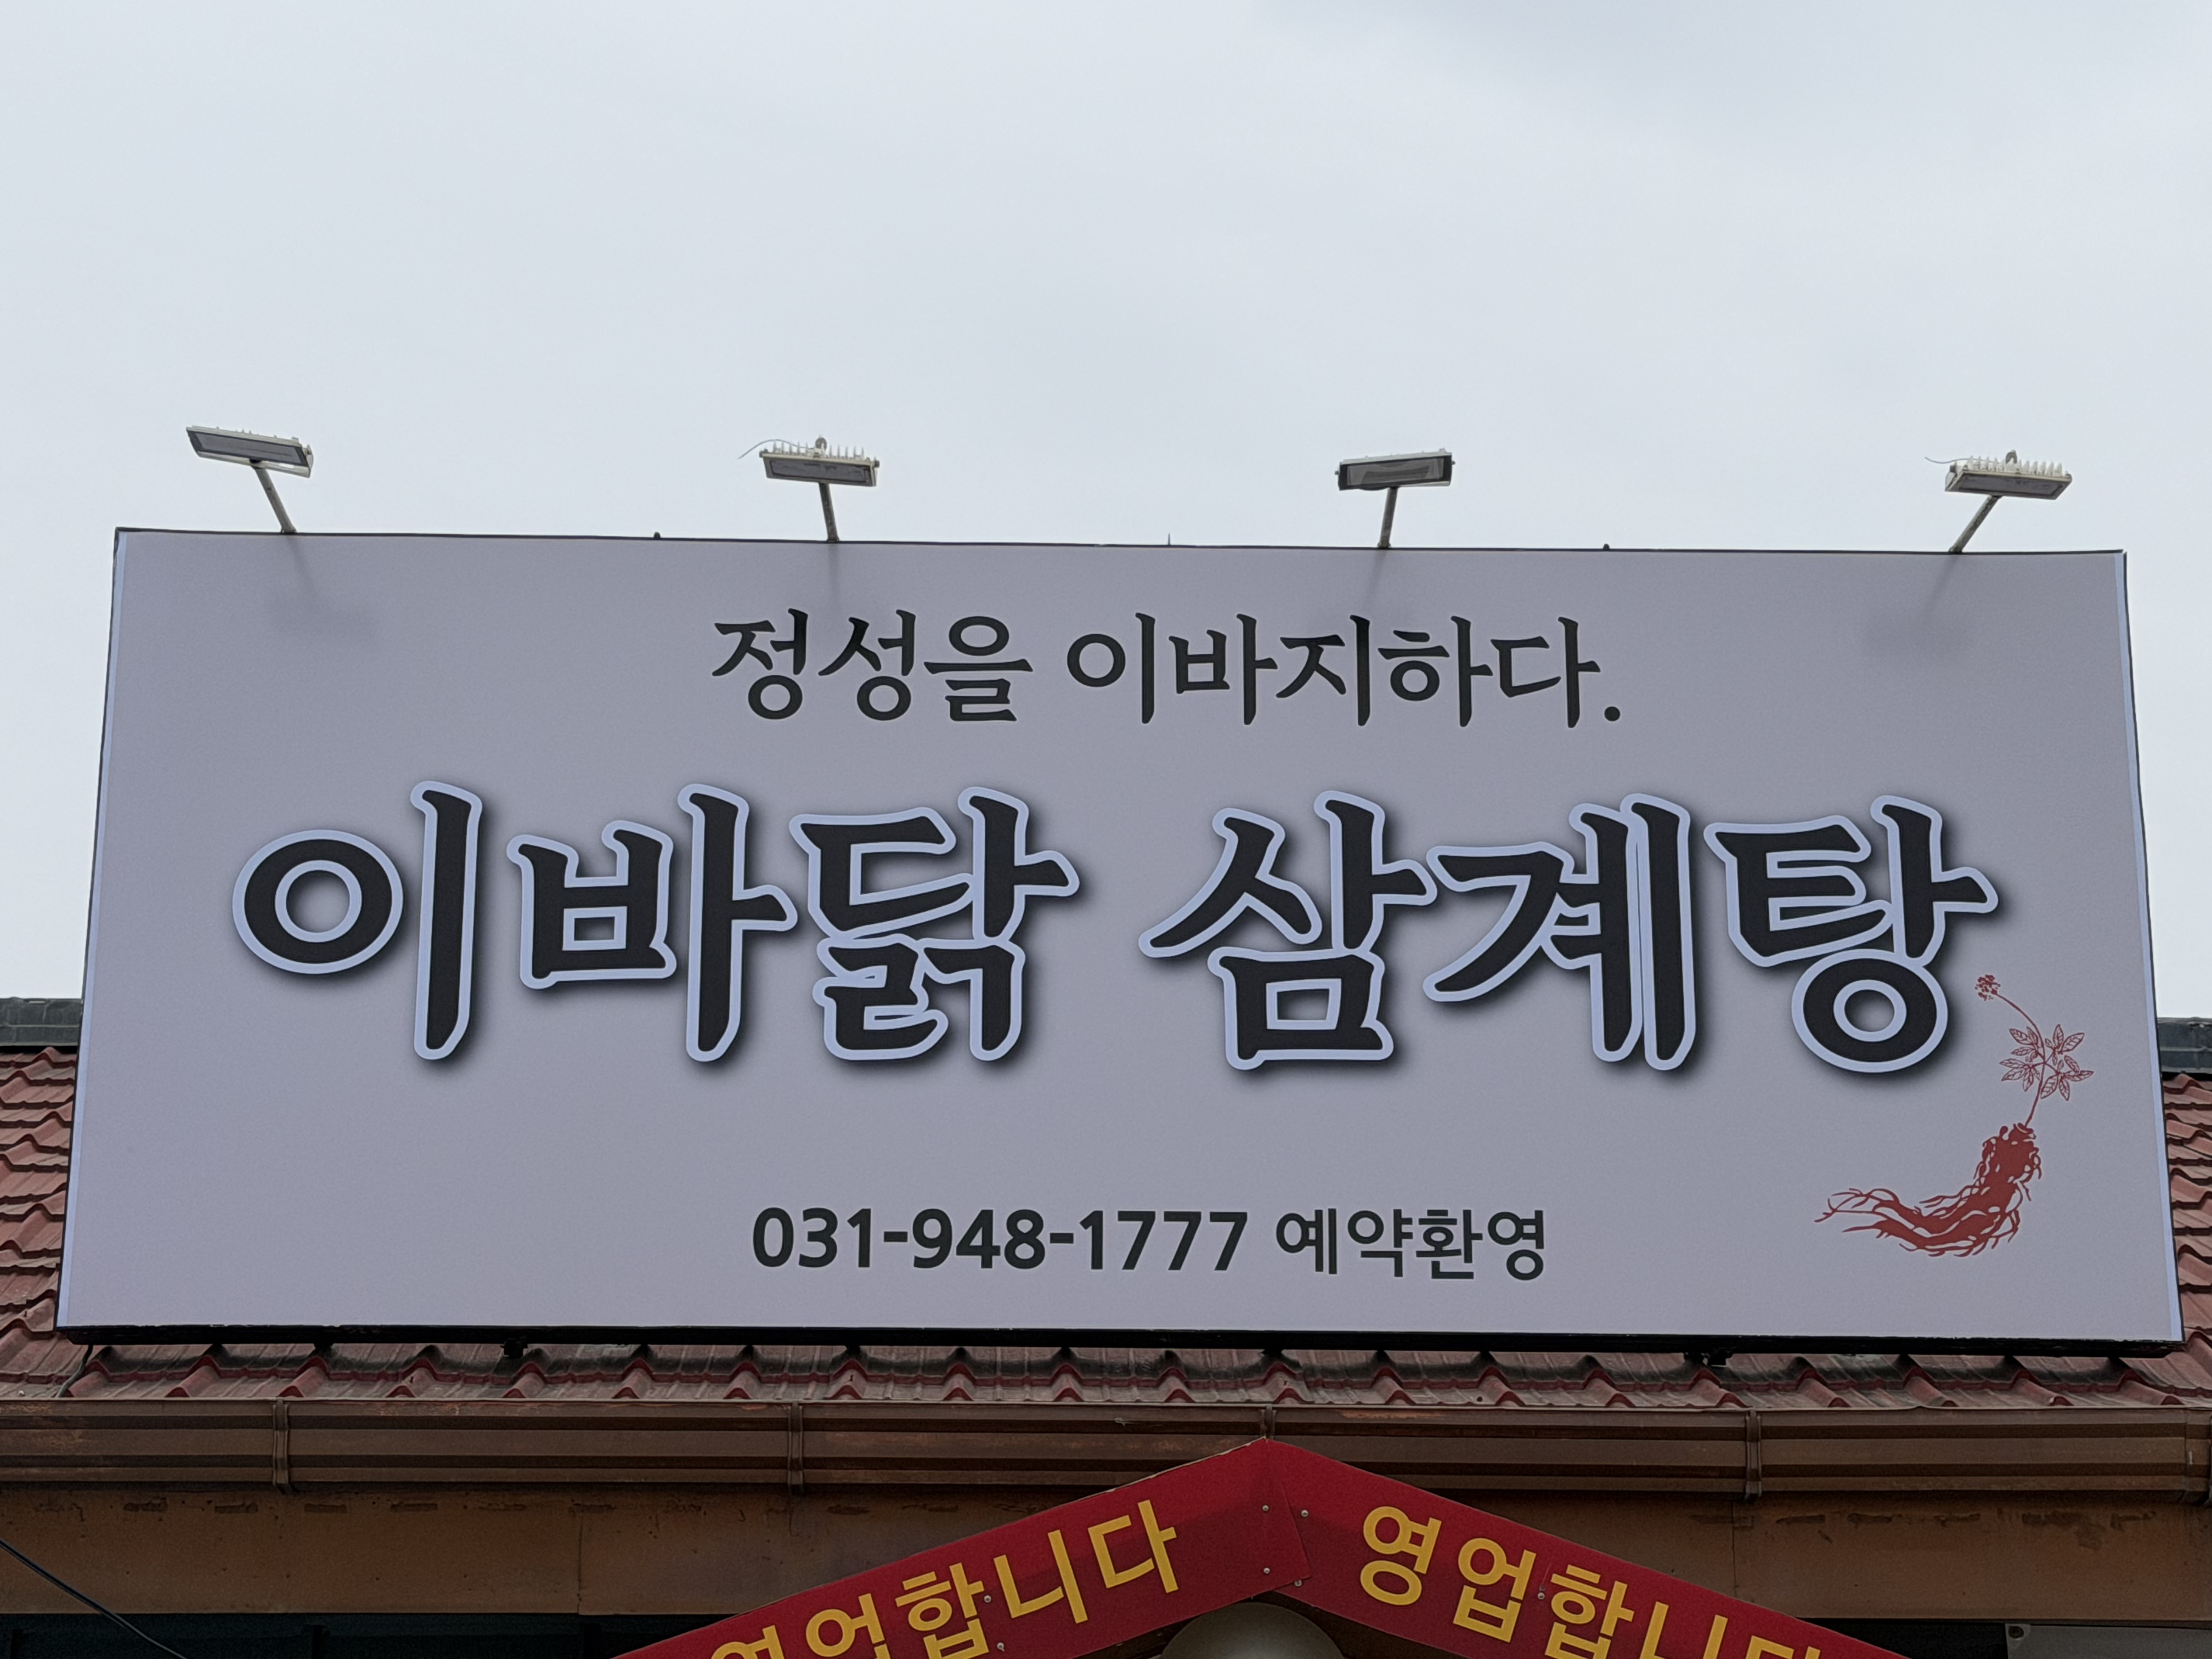 정성을 이바지하다.
이바닭 삼계탕
031-948-1777 예약환영
영업합니다
영업합니다